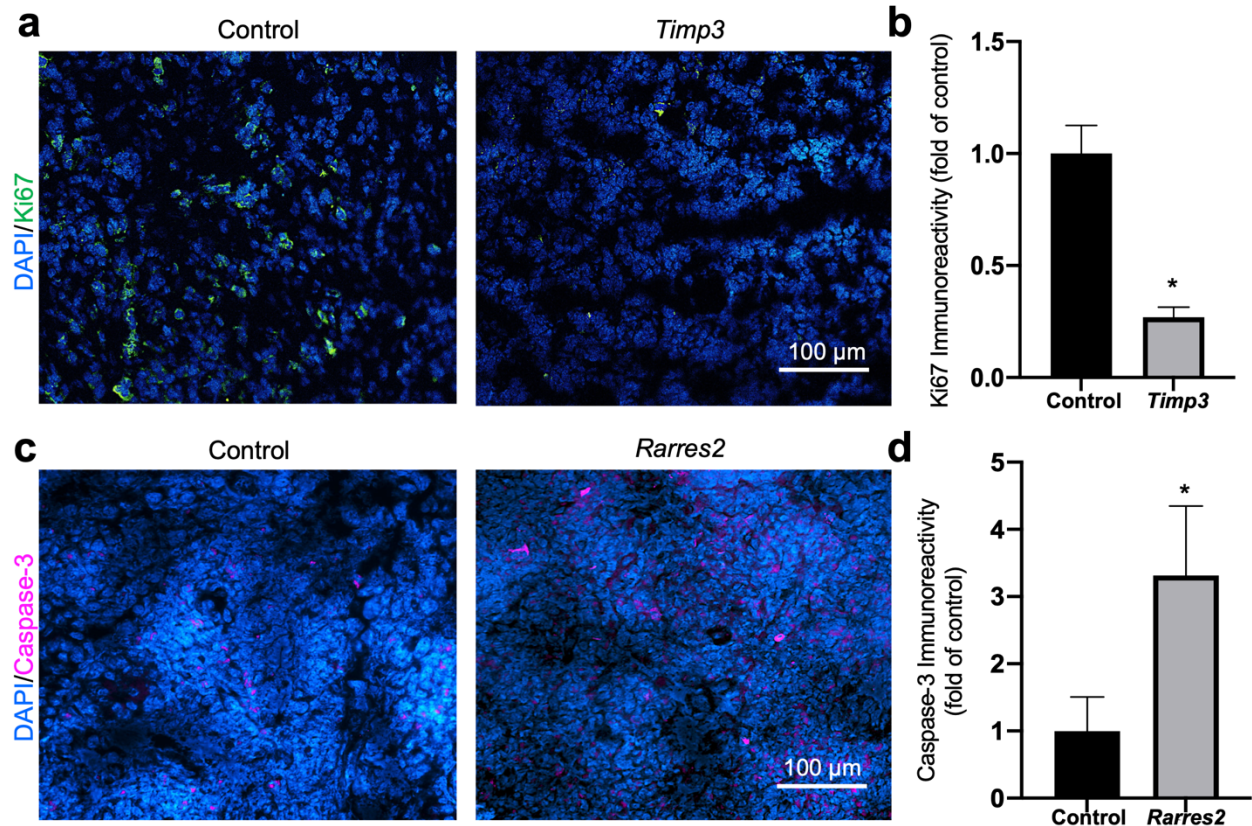 a
Control
Timp3
DAPI/Ki67
100 μm
b
Ki67 Immunoreactivity (fold of control)
1.5
1.0
0.5
0.0
*
Control
Timp3
c
Control
Rarres2
DAPI/Caspase-3
100 μm
d
Caspase-3 Immunoreactivity
(fold of control)
5
4
3
2
1
0
*
Control
Rarres2